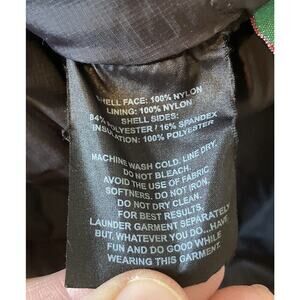 SHELL FACE: 100% NYLON
LINING: 100% NYLON
SHELL SIDES:
84% POLYESTER / 16% SPANDEX
INSULATION: 100% POLYESTER
MACHINE WASH COLD. LINE DRY.
DO NOT BLEACH.
AVOID THE USE OF FABRIC
SOFTNERS. DO NOT IRON.
DO NOT DRY CLEAN.
FOR BEST RESULTS,
LAUNDER GARMENT SEPARATELY
BUT, WHATEVER YOU DO...HAVE
FUN AND DO GOOD WHILE
WEARING THIS GARMENT.